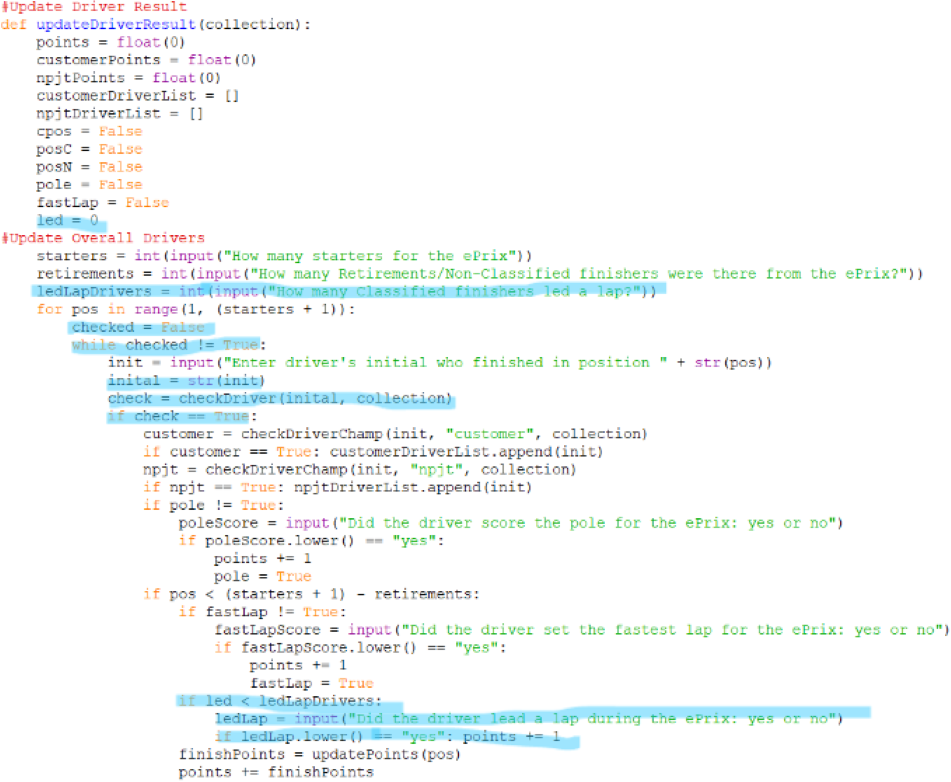 #Update Driver Result
def updateDriverResult(collection):
    points = float(0)
    customerPoints = float(0)
    npjtPoints = float(0)
    customerDriverList = []
    npjtDriverList = []
    cpos = False
    posC = False
    posN = False
    pole = False
    fastLap = False
    led = 0
#Update Overall Drivers
    starters = int(input("How many starters for the ePrix"))
    retirements = int(input("How many Retirements/Non-Classified finishers were there from the ePrix?"))
    ledLapDrivers = int(input("How many Classified finishers led a lap?"))
    for pos in range(1, (starters + 1)):
        checked = False
        while checked != True:
            init = input("Enter driver's initial who finished in position " + str(pos))
            inital = str(init)
            check = checkDriver(inital, collection)
            if check == True:
                customer = checkDriverChamp(init, "customer", collection)
                if customer == True: customerDriverList.append(init)
                npjt = checkDriverChamp(init, "npjt", collection)
                if npjt == True: npjtDriverList.append(init)
                if pole != True:
                    poleScore = input("Did the driver score the pole for the ePrix: yes or no")
                    if poleScore.lower() == "yes":
                        points += 1
                        pole = True
                if pos < (starters + 1) - retirements:
                    if fastLap != True:
                        fastLapScore = input("Did the driver set the fastest lap for the ePrix: yes or no")
                        if fastLapScore.lower() == "yes":
                            points += 1
                            fastLap = True
                    if led < ledLapDrivers:
                        ledLap = input("Did the driver lead a lap during the ePrix: yes or no")
                        if ledLap.lower() == "yes": points += 1
                    finishPoints = updatePoints(pos)
                    points += finishPoints